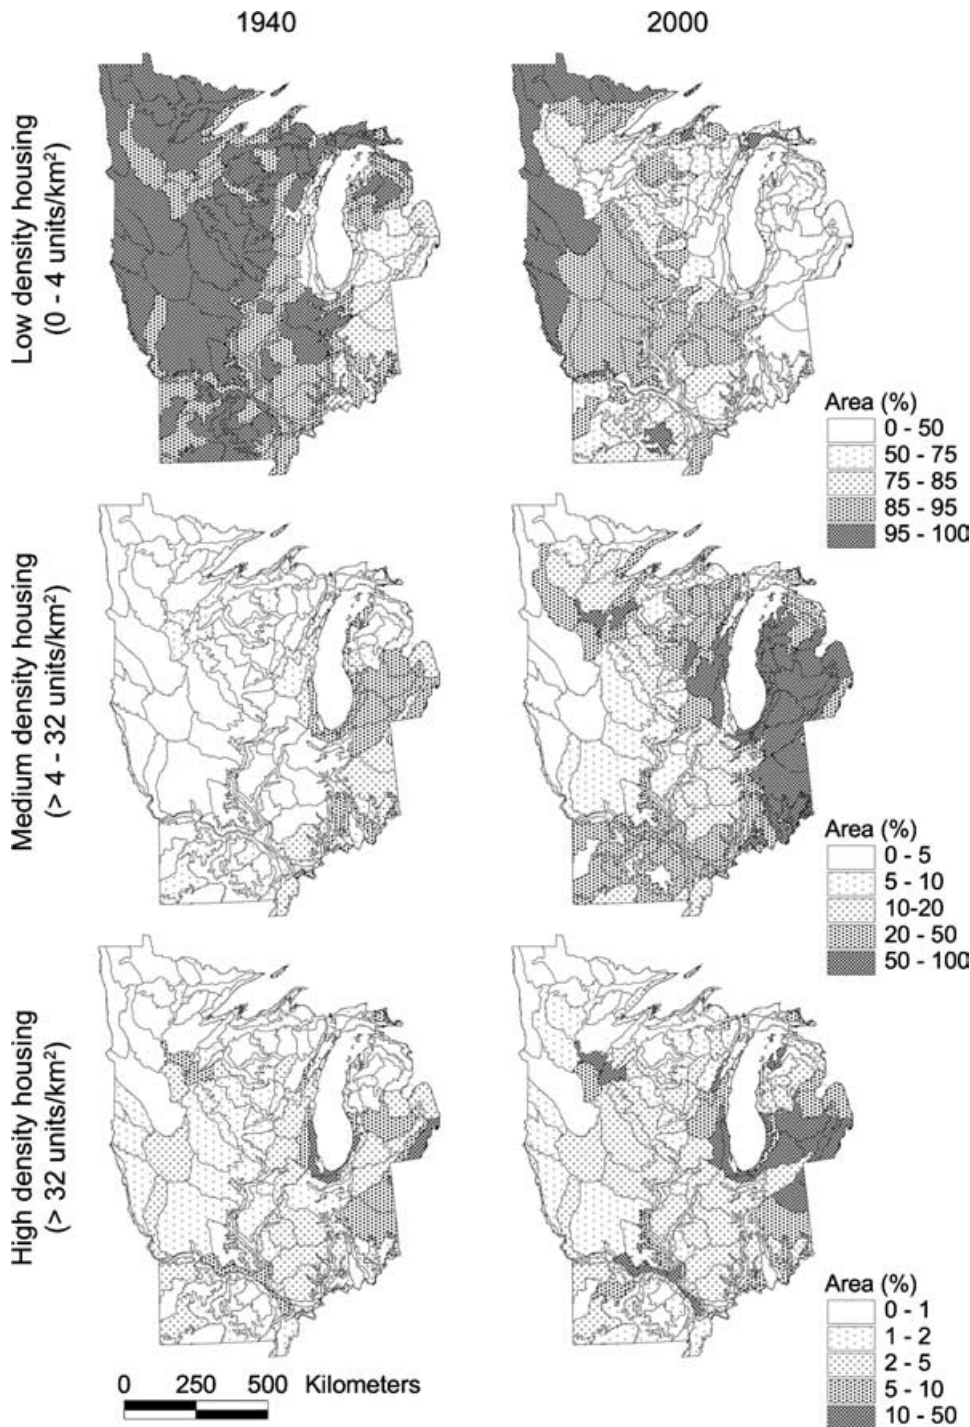 1940
2000
Low density housing
(0 - 4 units/km²)
Area (%)
0 - 50
50 - 75
75 - 85
85 - 95
95 - 100
Medium density housing
(> 4 - 32 units/km²)
Area (%)
0 - 5
5 - 10
10-20
20 - 50
50 - 100
High density housing
(> 32 units/km²)
Area (%)
0 - 1
1 - 2
2 - 5
5 - 10
10 - 50
0 250 500 Kilometers